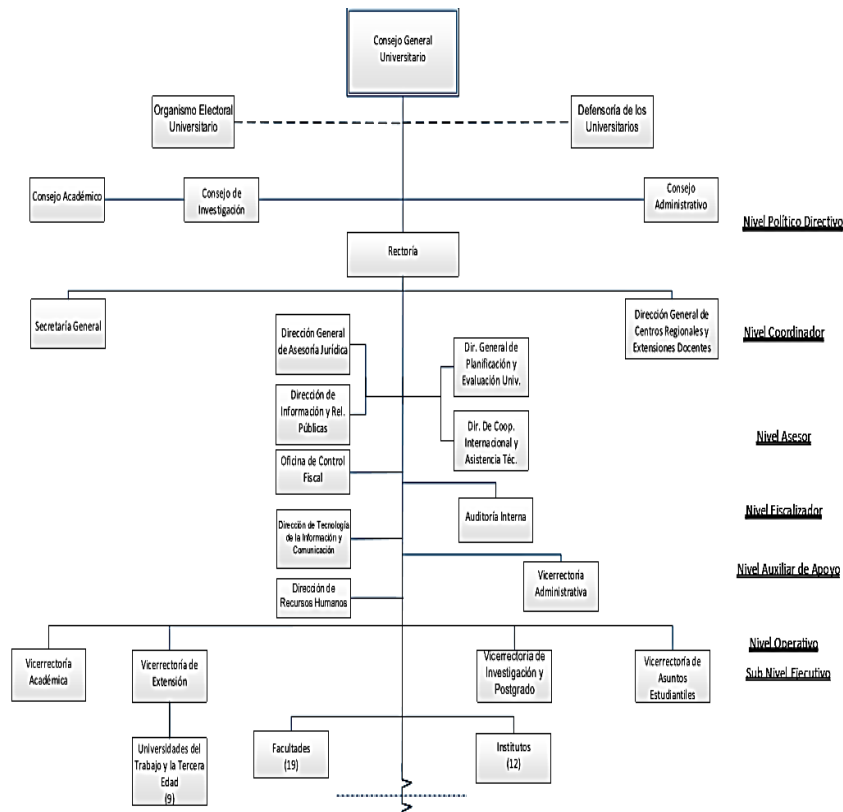 Consejo General
Universitario
Organismo Electoral
Universitario
Defensoría de los
Universitarios
Consejo Académico
Consejo de
Investigación
Consejo
Administrativo
Nivel Político Directivo
Rectoría
Secretaría General
Dirección General de
Centros Regionales y
Extensiones Docentes
Nivel Coordinador
Dirección General
de Asesoría Jurídica
Dir. General de
Planificación y
Evaluación Univ.
Dirección de
Información y Rel.
Públicas
Dir. De Coop.
Internacional y
Asistencia Téc.
Nivel Asesor
Oficina de Control
Fiscal
Auditoría Interna
Nivel Fiscalizador
Dirección de Tecnología
de la Información y
Comunicación
Vicerrectoría
Administrativa
Nivel Auxiliar de Apoyo
Dirección de
Recursos Humanos
Nivel Operativo
Sub Nivel Ejecutivo
Vicerrectoría
Académica
Vicerrectoría de
Extensión
Vicerrectoría de
Investigación y
Postgrado
Vicerrectoría de
Asuntos
Estudiantiles
Universidades del
Trabajo y la Tercera
Edad
(9)
Facultades
(19)
Institutos
(12)